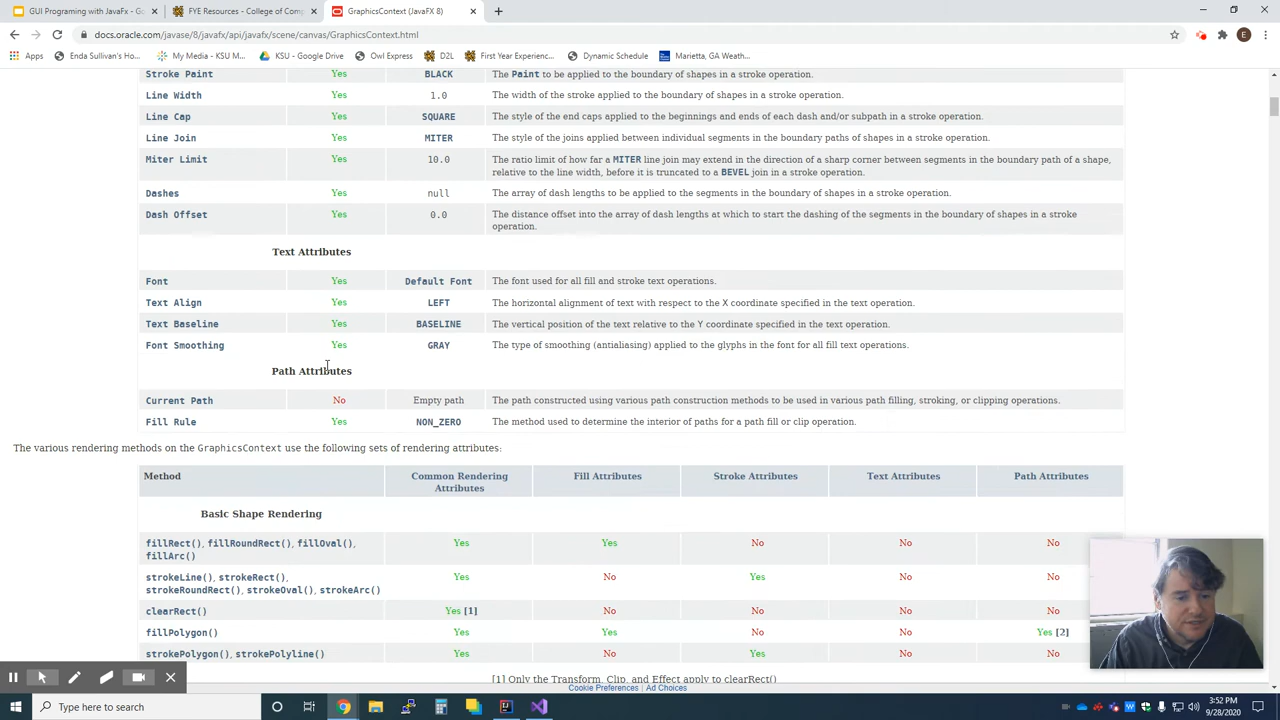 GUI Programing with JavaFx - Go
FYE Resources - College of Com
GraphicsContext (JavaFX 8)
docs.oracle.com/javase/8/javafx/api/javafx/scene/canvas/GraphicsContext.html
E
Apps
Enda Sullivan's Ho...
My Media - KSU M...
KSU - Google Drive
Owl Express
D2L
First Year Experienc...
Dynamic Schedule
Marietta, GA Weath...
Stroke Paint Yes BLACK The Paint to be applied to the boundary of shapes in a stroke operation.
Line Width Yes 1.0 The width of the stroke applied to the boundary of shapes in a stroke operation.
Line Cap Yes SQUARE The style of the end caps applied to the beginnings and ends of each dash and/or subpath in a stroke operation.
Line Join Yes MITER The style of the joins applied between individual segments in the boundary paths of shapes in a stroke operation.
Miter Limit Yes 10.0 The ratio limit of how far a MITER line join may extend in the direction of a sharp corner between segments in the boundary path of a shape,
relative to the line width, before it is truncated to a BEVEL join in a stroke operation.
Dashes Yes null The array of dash lengths to be applied to the segments in the boundary of shapes in a stroke operation.
Dash Offset Yes 0.0 The distance offset into the array of dash lengths at which to start the dashing of the segments in the boundary of shapes in a stroke
operation.
Text Attributes
Font Yes Default Font The font used for all fill and stroke text operations.
Text Align Yes LEFT The horizontal alignment of text with respect to the X coordinate specified in the text operation.
Text Baseline Yes BASELINE The vertical position of the text relative to the Y coordinate specified in the text operation.
Font Smoothing Yes GRAY The type of smoothing (antialiasing) applied to the glyphs in the font for all fill text operations.
Path Attributes
Current Path No Empty path The path constructed using various path construction methods to be used in various path filling, stroking, or clipping operations.
Fill Rule Yes NON_ZERO The method used to determine the interior of paths for a path fill or clip operation.
The various rendering methods on the GraphicsContext use the following sets of rendering attributes:
Method Common Rendering Fill Attributes Stroke Attributes Text Attributes Path Attributes
Attributes
Basic Shape Rendering
fillRect(), fillRoundRect(), fillOval(), Yes Yes No No No
fillArc()
strokeLine(), strokeRect(), Yes No Yes No No
strokeRoundRect(), strokeOval(), strokeArc()
clearRect() Yes [1] No No No No
fillPolygon() Yes Yes No No Yes [2]
strokePolygon(), strokePolyline() Yes No Yes No
[1] Only the Transform, Clip, and Effect apply to clearRect()
Cookie Preferences | Ad Choices
Type here to search
3:52 PM
9/28/2020